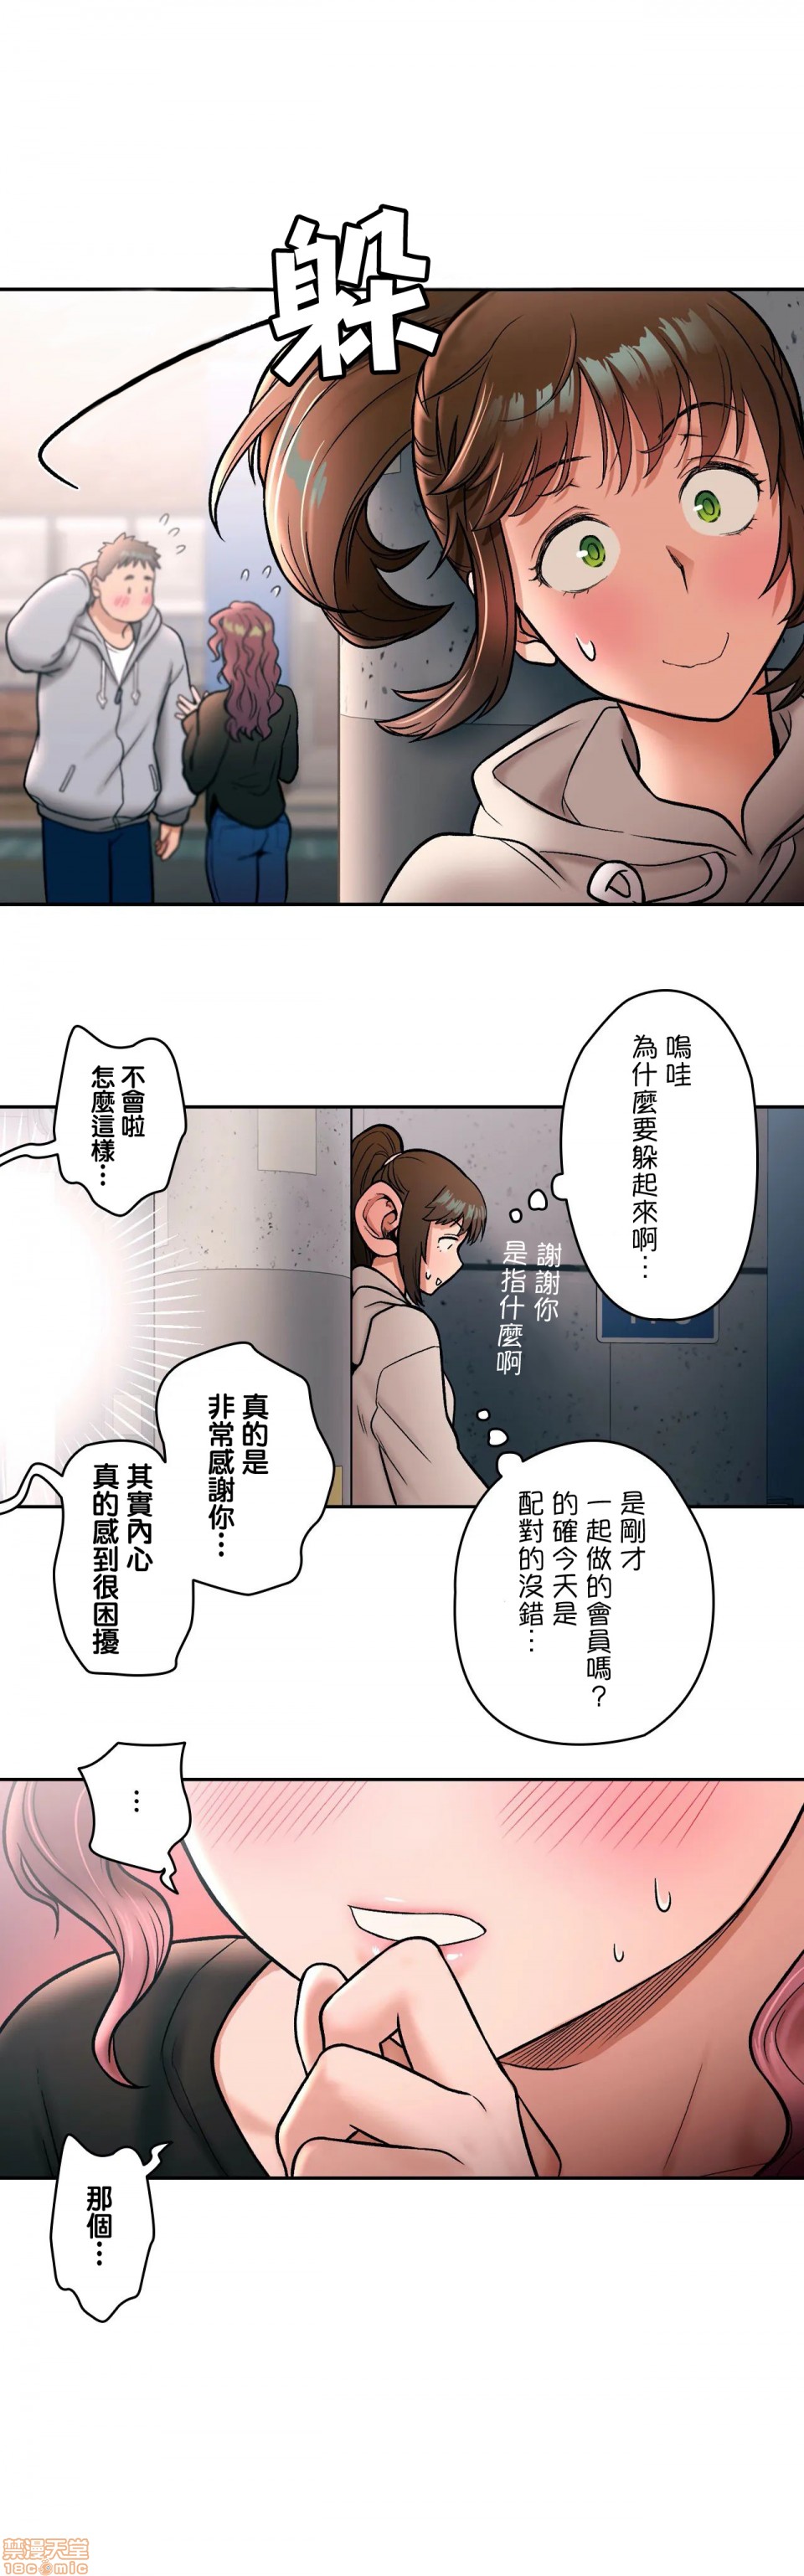 躲
嗚哇
為什麼要躲起來啊…
不會啦
怎麼這樣…
謝謝你
是指什麼啊
真的是
非常感謝你…
其實內心
真的感到很困擾
是剛才
一起做的會員嗎？
的確今天是
配對的沒錯…
…
那個…
禁漫天堂
18comic